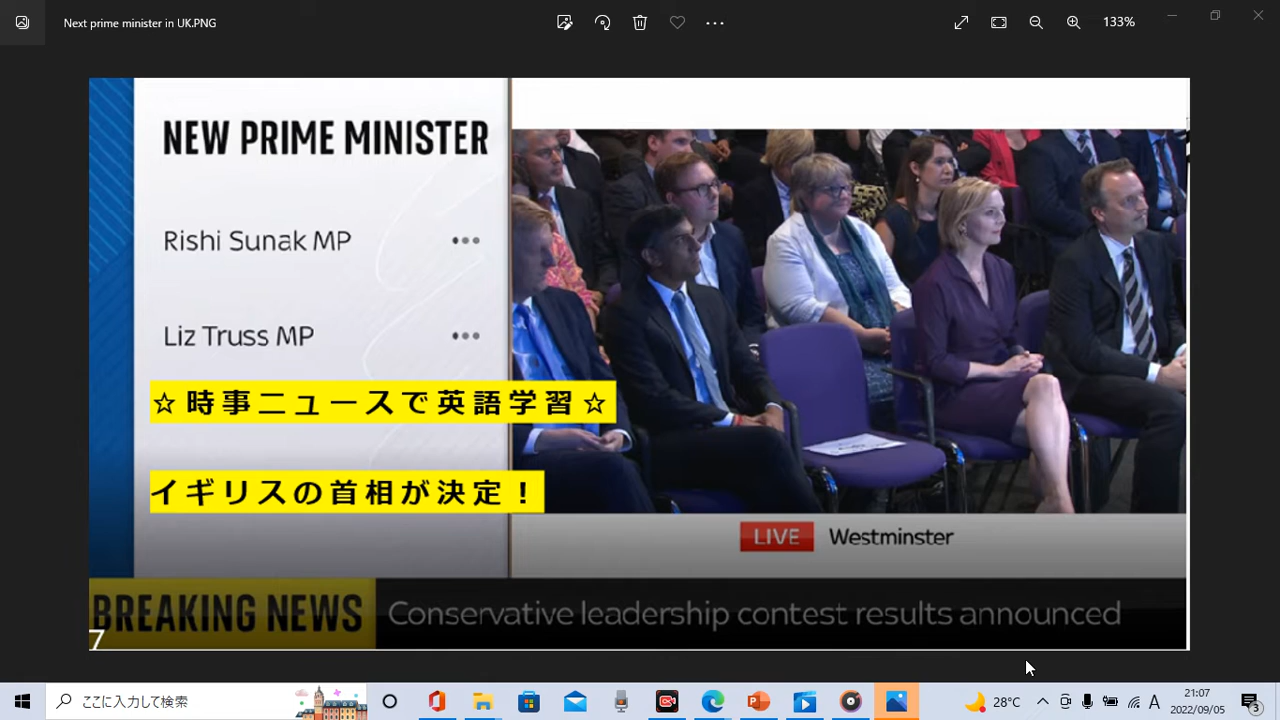 Next prime minister in UK.PNG
133%
NEW PRIME MINISTER
Rishi Sunak MP
Liz Truss MP
☆時事ニュースで英語学習☆
イギリスの首相が決定！
LIVE Westminster
BREAKING NEWS Conservative leadership contest results announced
7
ここに入力して検索
28°C
A
21:07
2022/09/05
3